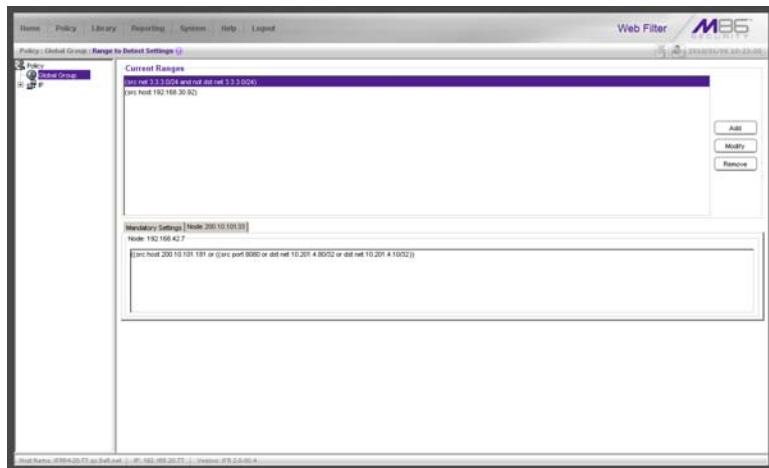 Home Policy Library Reporting System Help Logout
Web Filter
M86
SECURITY
Policy : Global Group : Range to Detect Settings
Policy
Global Group
IP
Current Ranges
(src net 3.3.3.0/24 and not dst net 3.3.3.0/24)
(src host 192.168.30.92)
Add
Modify
Remove
Mandatory Settings Node: 200.10.101.33
Node: 192.168.42.7
((src host 200.10.101.181 or ((src port 8080 or dst net 10.201.4.80/32 or dst net 10.201.4.10/32))